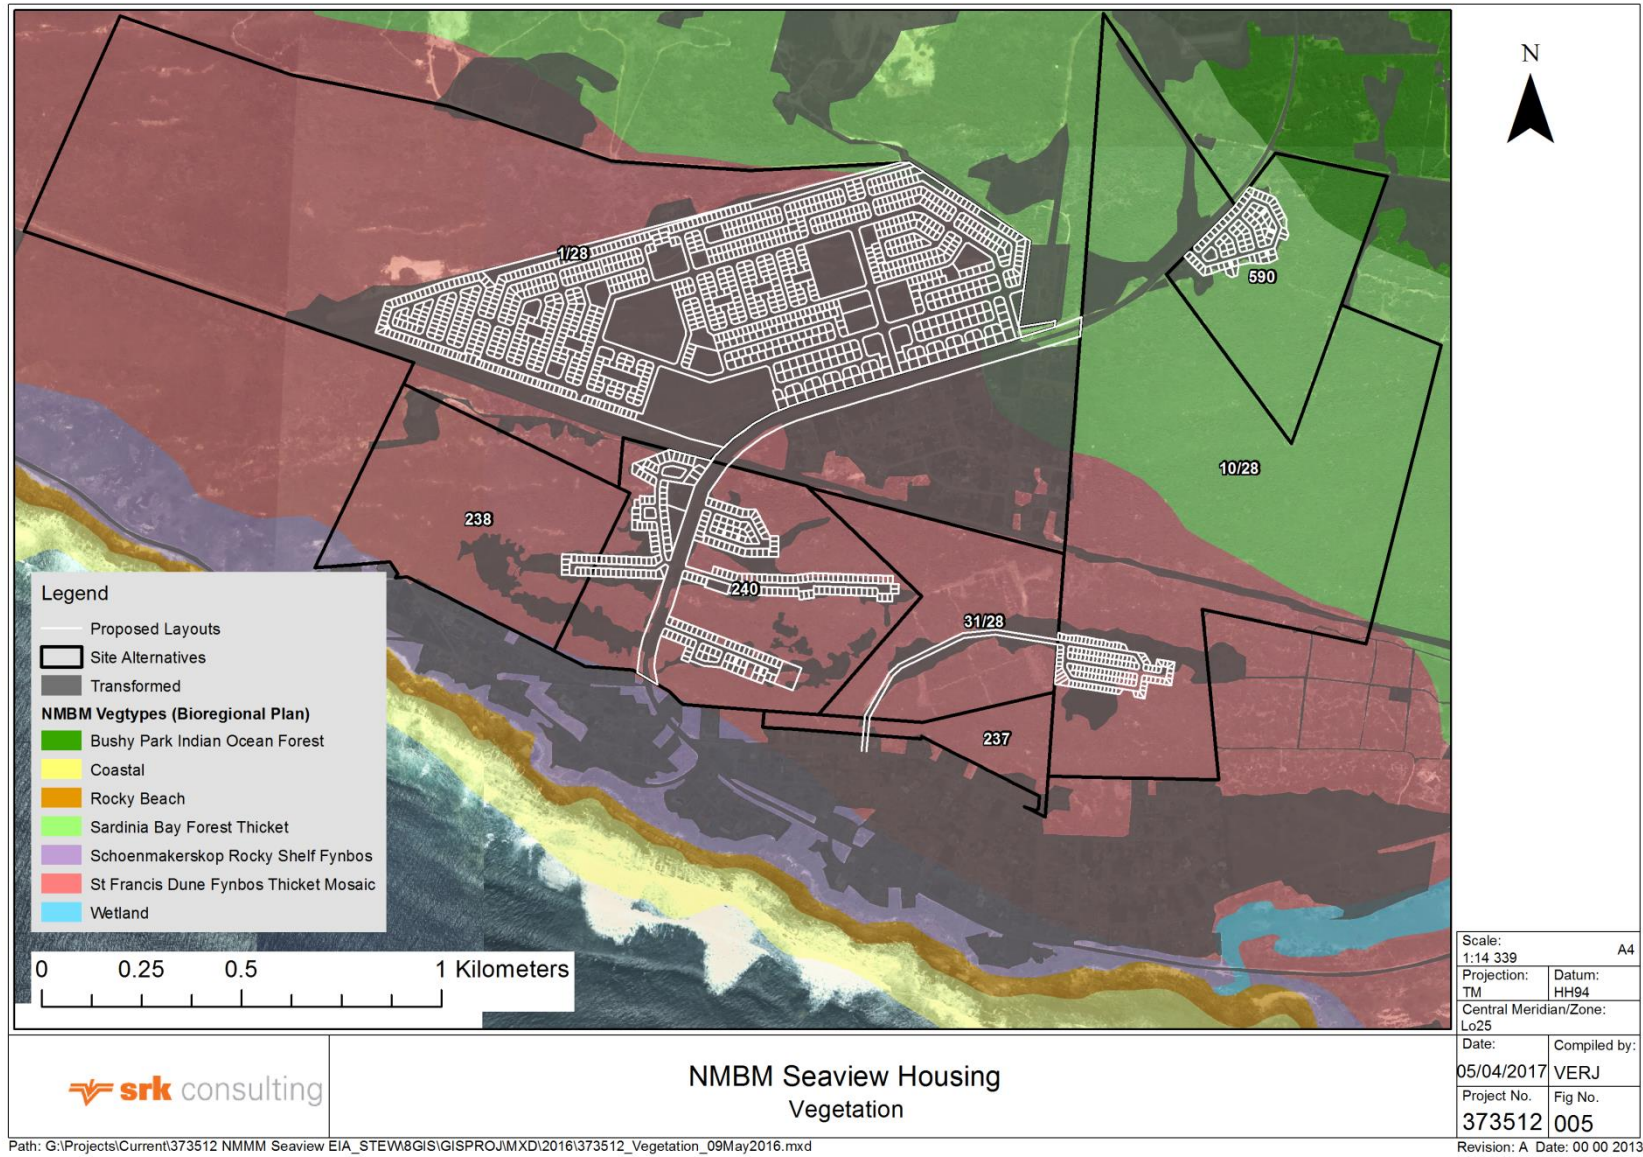 N
1/28
590
10/28
238
240
31/28
237
Legend
Proposed Layouts
Site Alternatives
Transformed
NMBM Vegtypes (Bioregional Plan)
Bushy Park Indian Ocean Forest
Coastal
Rocky Beach
Sardinia Bay Forest Thicket
Schoenmakerskop Rocky Shelf Fynbos
St Francis Dune Fynbos Thicket Mosaic
Wetland
0 0.25 0.5 1 Kilometers
Scale: A4
1:14 339
Projection: Datum:
TM HH94
Central Meridian/Zone:
Lo25
Date: Compiled by:
05/04/2017 VERJ
Project No. Fig No.
373512 005
srk consulting
NMBM Seaview Housing
Vegetation
Path: G:\Projects\Current\373512 NMMM Seaview EIA_STEW\8GIS\GISPROJ\MXD\2016\373512_Vegetation_09May2016.mxd
Revision: A Date: 00 00 2013